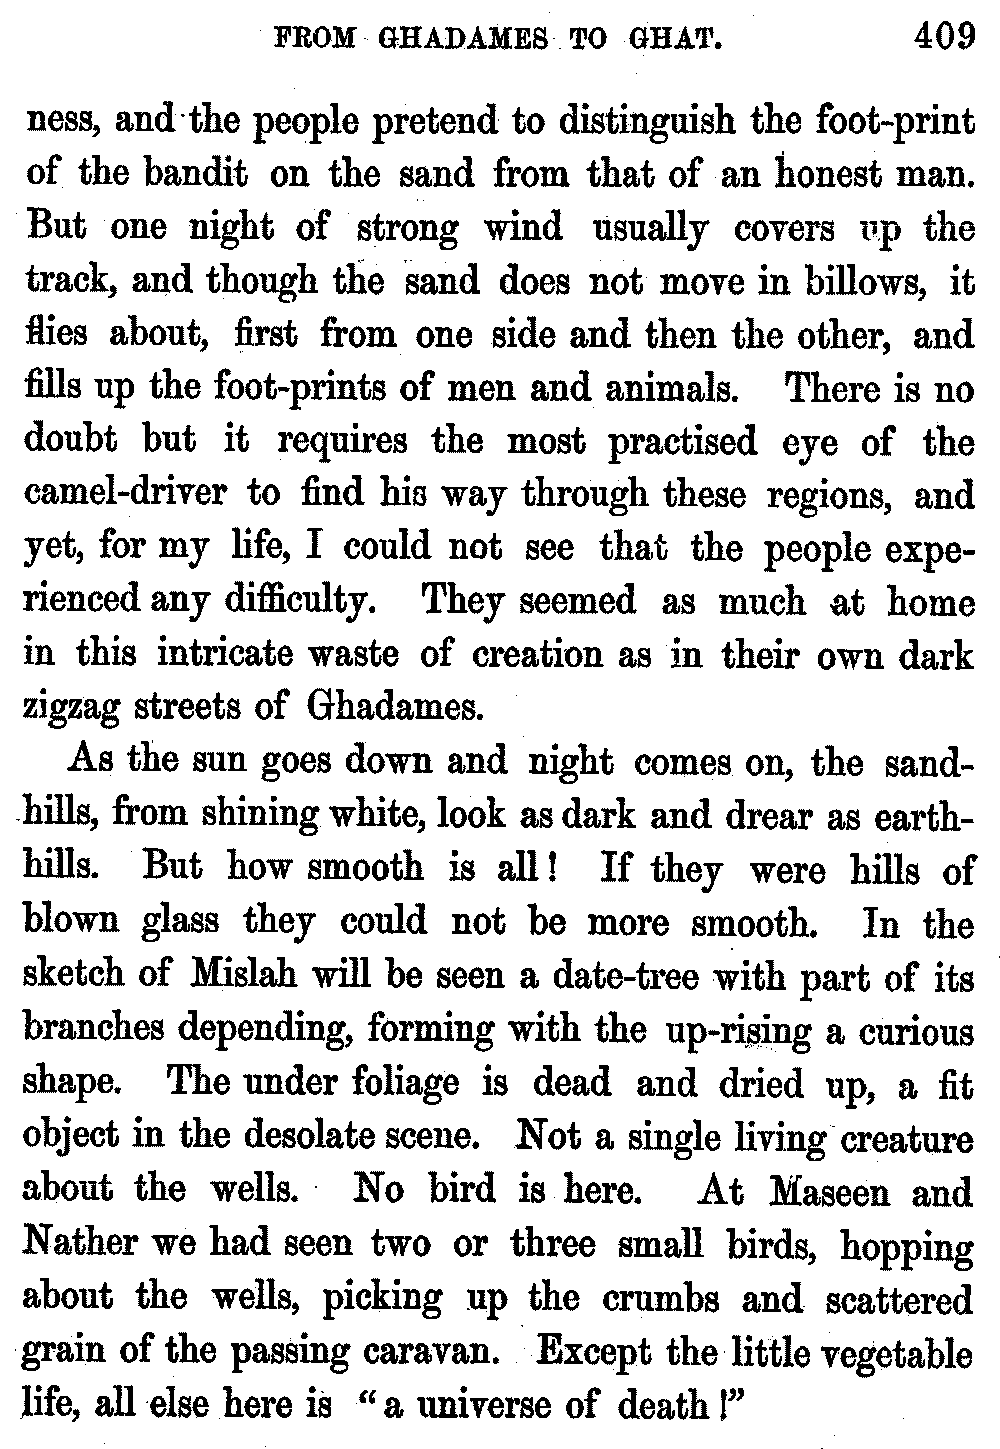 FROM GHADAMES TO GHAT. 409
ness, and the people pretend to distinguish the foot-print
of the bandit on the sand from that of an honest man.
But one night of strong wind usually covers up the
track, and though the sand does not move in billows, it
flies about, first from one side and then the other, and
fills up the foot-prints of men and animals. There is no
doubt but it requires the most practised eye of the
camel-driver to find his way through these regions, and
yet, for my life, I could not see that the people expe-
rienced any difficulty. They seemed as much at home
in this intricate waste of creation as in their own dark
zigzag streets of Ghadames.
As the sun goes down and night comes on, the sand-
hills, from shining white, look as dark and drear as earth-
hills. But how smooth is all! If they were hills of
blown glass they could not be more smooth. In the
sketch of Mislah will be seen a date-tree with part of its
branches depending, forming with the up-rising a curious
shape. The under foliage is dead and dried up, a fit
object in the desolate scene. Not a single living creature
about the wells. No bird is here. At Maseen and
Nather we had seen two or three small birds, hopping
about the wells, picking up the crumbs and scattered
grain of the passing caravan. Except the little vegetable
life, all else here is "a universe of death!"